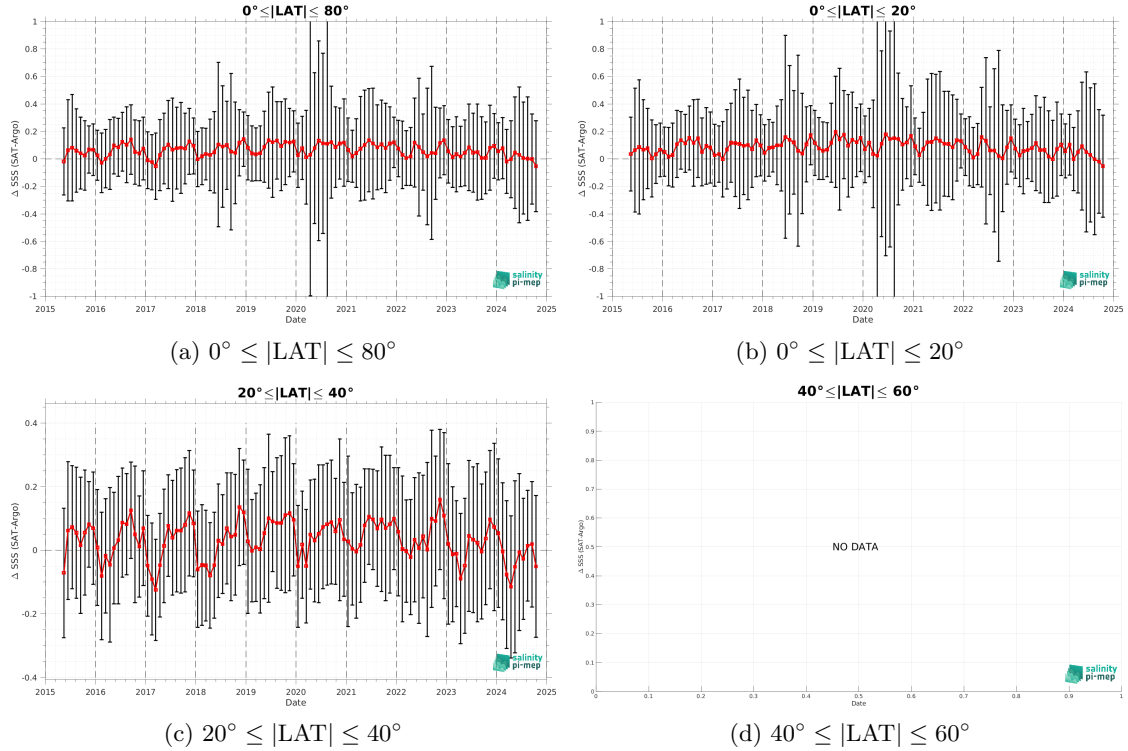 0°≤|LAT|≤ 80°
Δ SSS (SAT-Argo)
1
0.8
0.6
0.4
0.2
0
-0.2
-0.4
-0.6
-0.8
-1
2015 2016 2017 2018 2019 2020 2021 2022 2023 2024 2025
Date
salinity
pi-mep
(a) 0° ≤ |LAT| ≤ 80°
0°≤|LAT|≤ 20°
Δ SSS (SAT-Argo)
1
0.8
0.6
0.4
0.2
0
-0.2
-0.4
-0.6
-0.8
-1
2015 2016 2017 2018 2019 2020 2021 2022 2023 2024 2025
Date
salinity
pi-mep
(b) 0° ≤ |LAT| ≤ 20°
20°≤|LAT|≤ 40°
Δ SSS (SAT-Argo)
0.4
0.2
0
-0.2
-0.4
2015 2016 2017 2018 2019 2020 2021 2022 2023 2024 2025
Date
salinity
pi-mep
(c) 20° ≤ |LAT| ≤ 40°
40°≤|LAT|≤ 60°
Δ SSS (SAT-Argo)
1
0.9
0.8
0.7
0.6
0.5
0.4
0.3
0.2
0.1
0
NO DATA
0 0.1 0.2 0.3 0.4 0.5 0.6 0.7 0.8 0.9 1
Date
salinity
pi-mep
(d) 40° ≤ |LAT| ≤ 60°